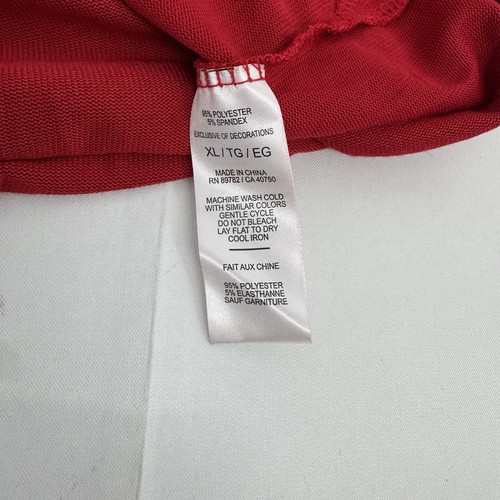 95% POLYESTER
5% SPANDEX
EXCLUSIVE OF DECORATIONS
XL / TG / EG
MADE IN CHINA
RN 89782 / CA 40750
MACHINE WASH COLD
WITH SIMILAR COLORS
GENTLE CYCLE
DO NOT BLEACH
LAY FLAT TO DRY
COOL IRON
FAIT AUX CHINE
95% POLYESTER
5% ELASTHANNE
SAUF GARNITURE